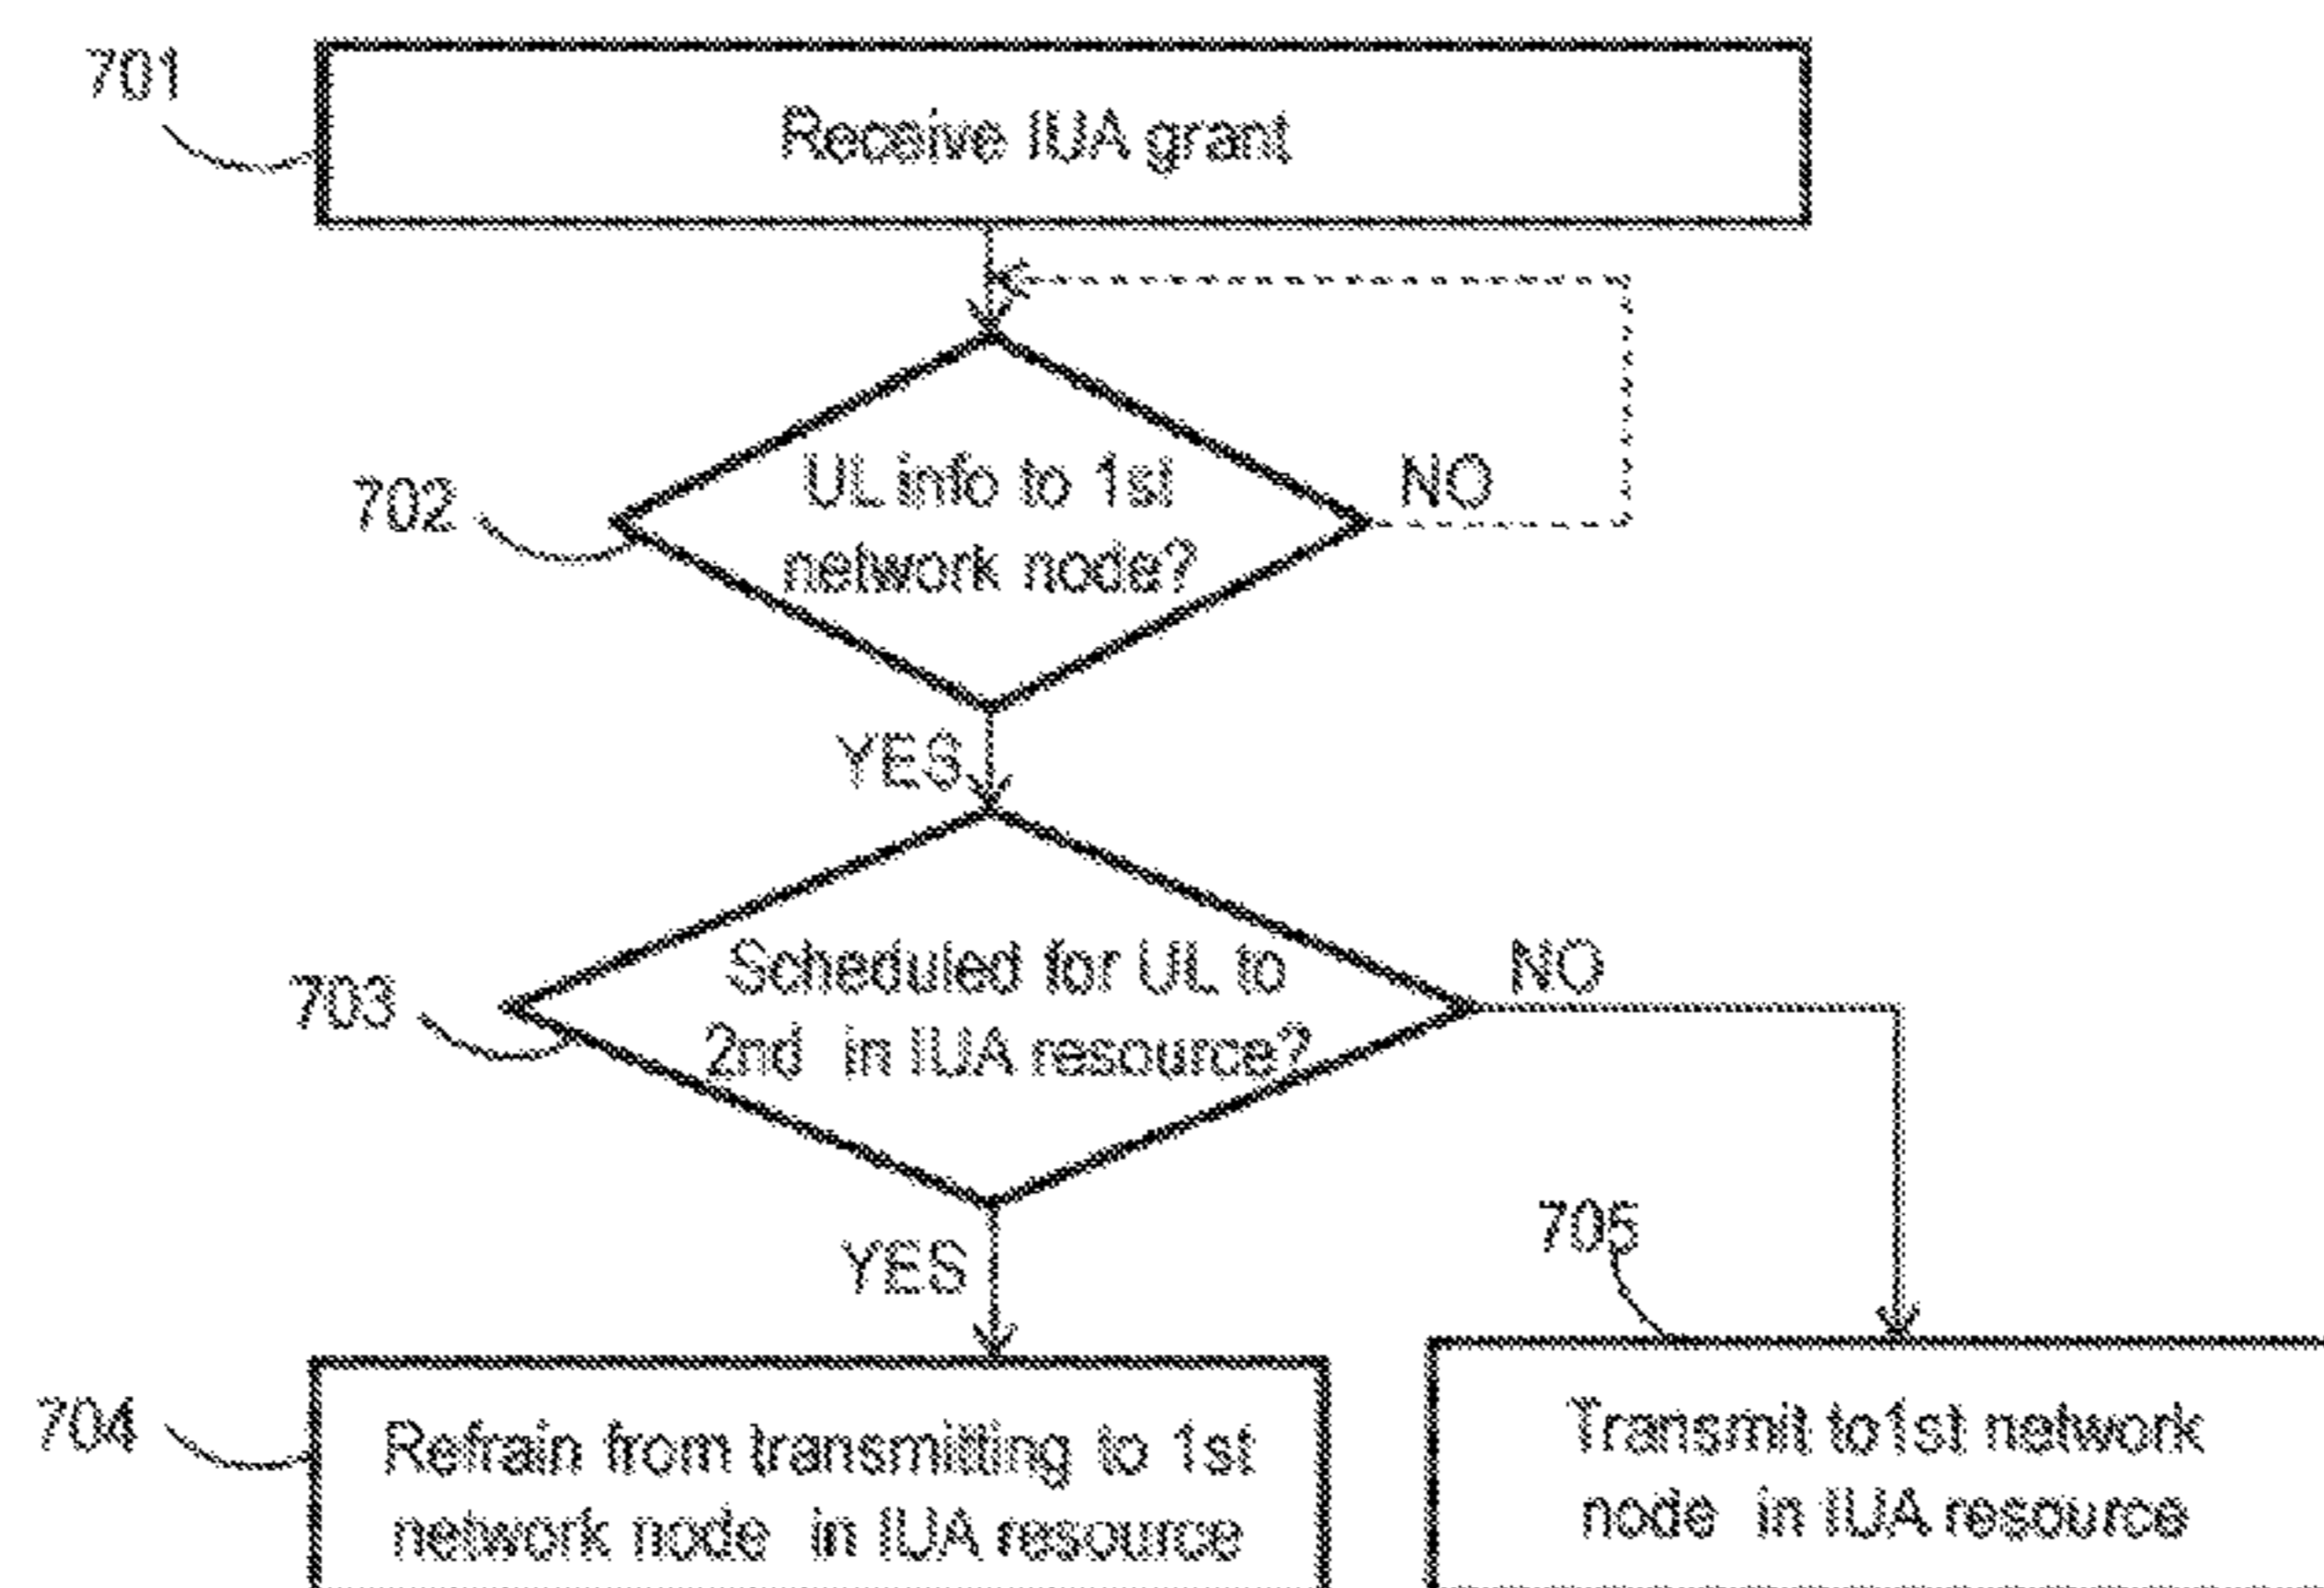 701
Receive IUA grant
702
UL info to 1st
network node?
NO
YES
703
Scheduled for UL to
2nd in IUA resource?
NO
YES
705
704
Refrain from transmitting to 1st
network node in IUA resource
Transmit to1st network
node in IUA resource